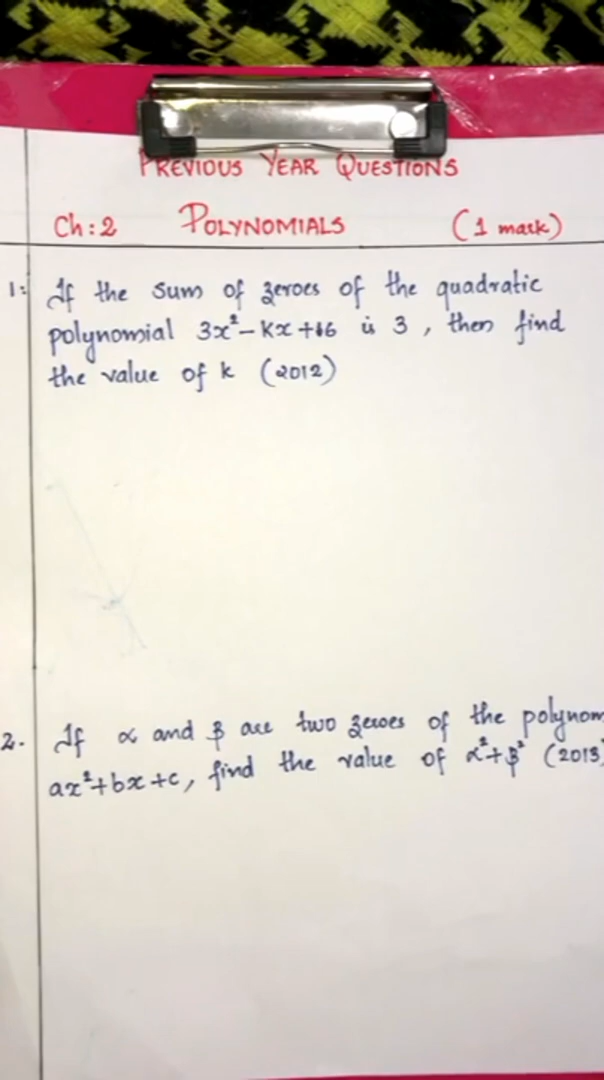 PREVIOUS YEAR QUESTIONS
Ch:2 POLYNOMIALS (1 mark)
1: If the sum of zeroes of the quadratic
polynomial 3x²-kx+16 is 3, then find
the value of k (2012)
2. If α and β are two zeroes of the polynom
ax²+bx+c, find the value of α²+β² (2013)